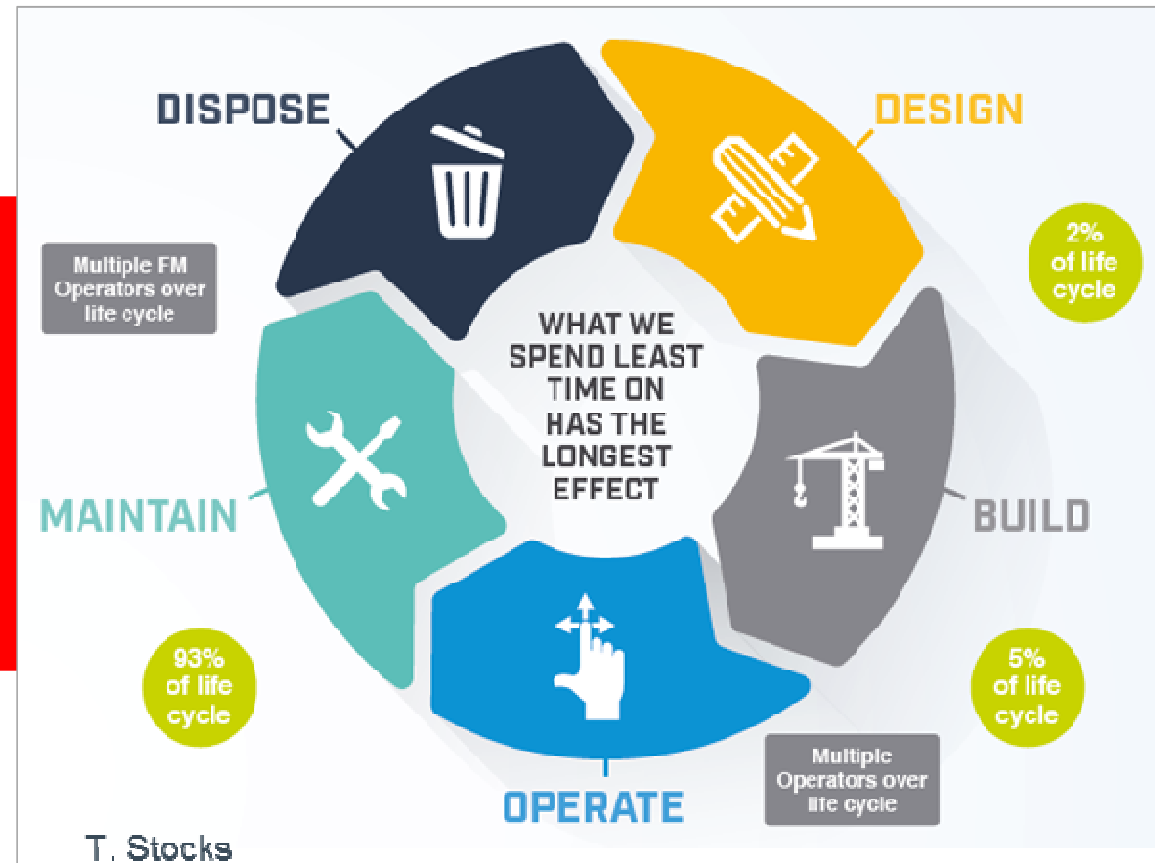 DISPOSE
DESIGN
2%
of life
cycle
Multiple FM
Operators over
life cycle
WHAT WE
SPEND LEAST
TIME ON
HAS THE
LONGEST
EFFECT
MAINTAIN
BUILD
93%
of life
cycle
5%
of life
cycle
Multiple
Operators over
life cycle
OPERATE
T. Stocks